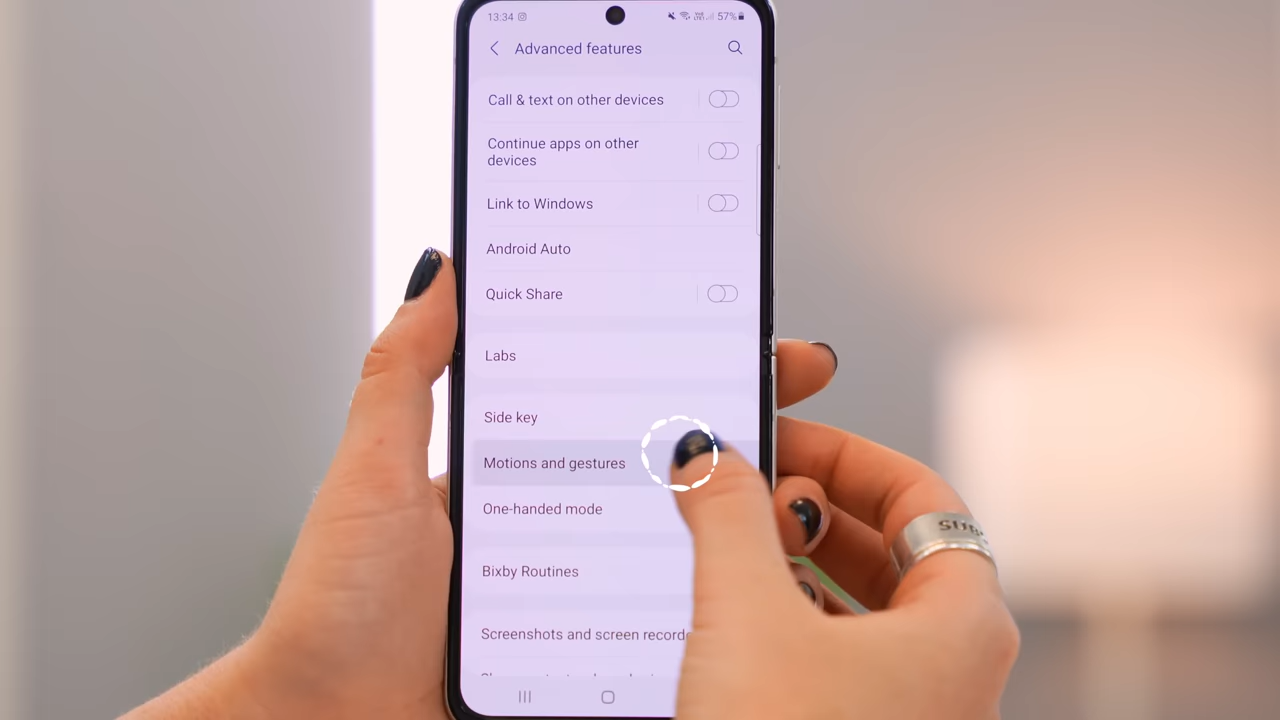 13:34 57%
Advanced features
Call & text on other devices
Continue apps on other
devices
Link to Windows
Android Auto
Quick Share
Labs
Side key
Motions and gestures
One-handed mode
Bixby Routines
Screenshots and screen